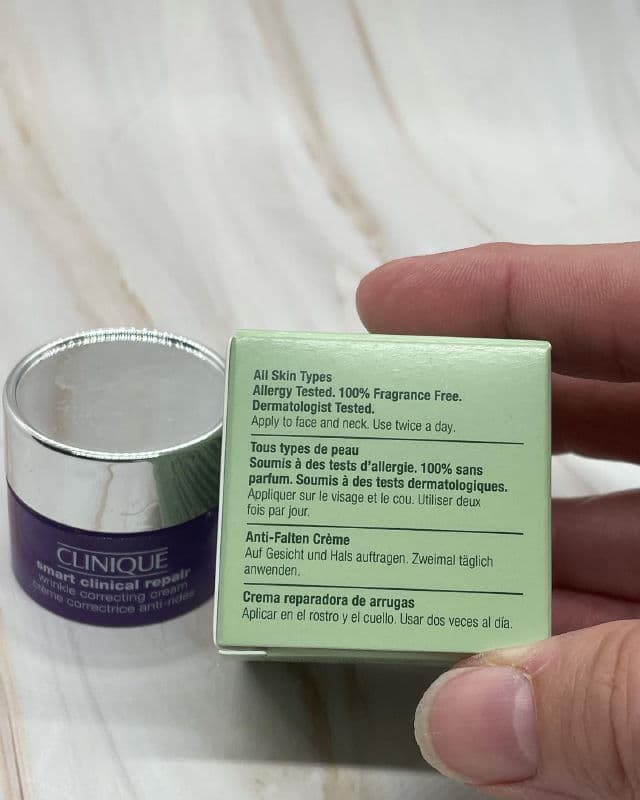 CLINIQUE
smart clinical repair
wrinkle correcting cream
crème correctrice anti-rides
All Skin Types
Allergy Tested. 100% Fragrance Free.
Dermatologist Tested.
Apply to face and neck. Use twice a day.
Tous types de peau
Soumis à des tests d'allergie. 100% sans
parfum. Soumis à des tests dermatologiques.
Appliquer sur le visage et le cou. Utiliser deux
fois par jour.
Anti-Falten Crème
Auf Gesicht und Hals auftragen. Zweimal täglich
anwenden.
Crema reparadora de arrugas
Aplicar en el rostro y el cuello. Usar dos veces al día.